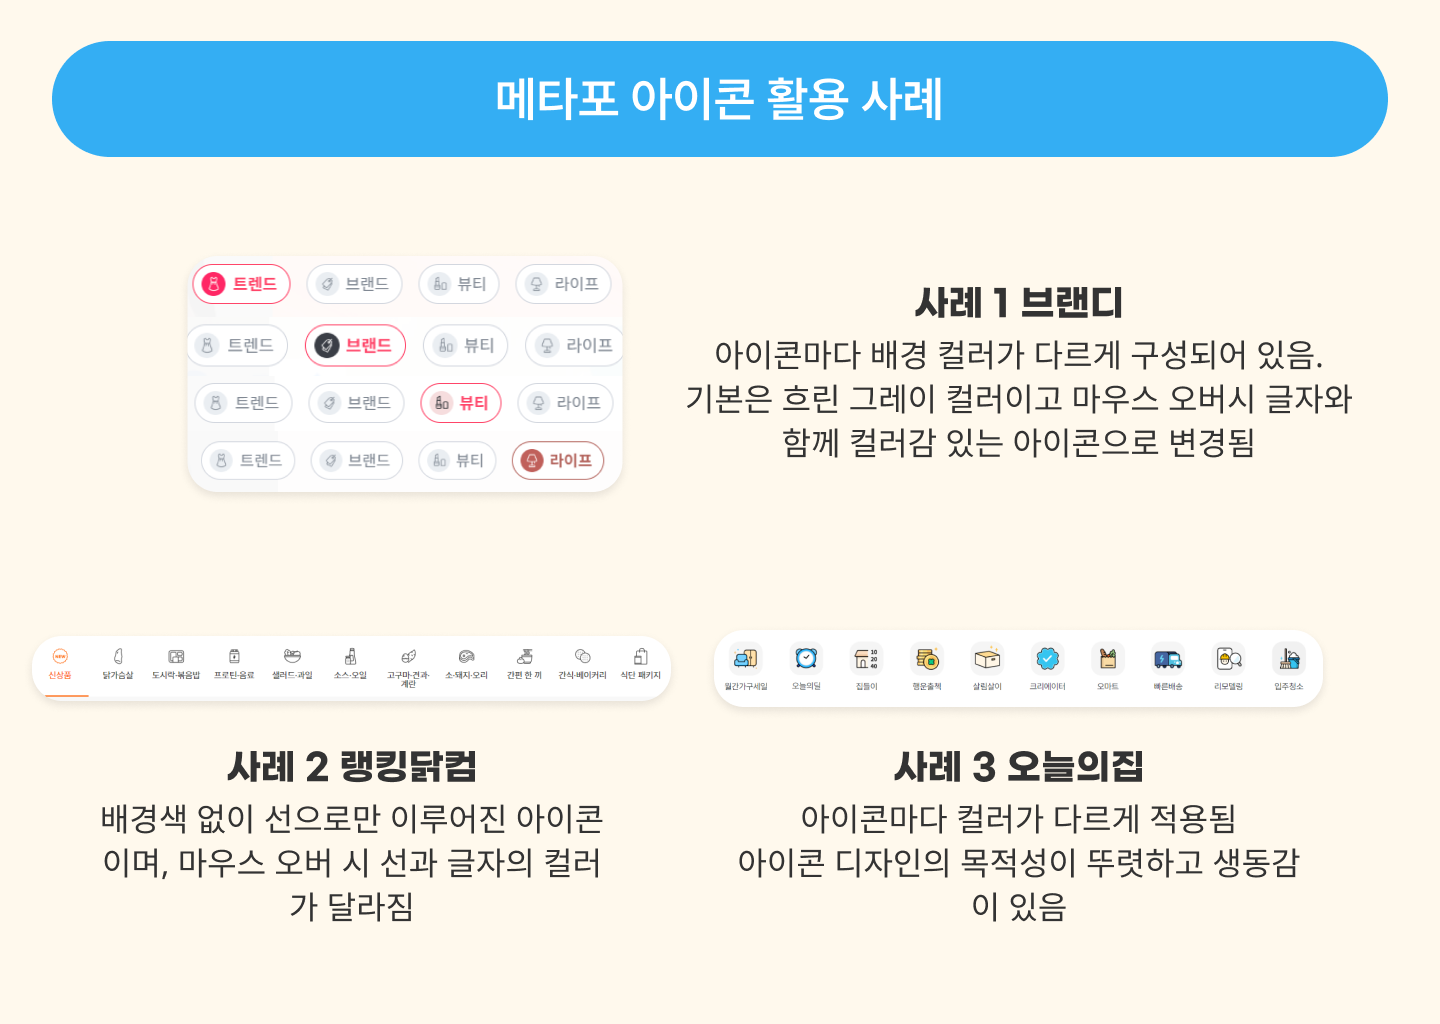 메타포 아이콘 활용 사례
트렌드 브랜드 뷰티 라이프
트렌드 브랜드 뷰티 라이프
트렌드 브랜드 뷰티 라이프
트렌드 브랜드 뷰티 라이프
사례 1 브랜디
아이콘마다 배경 컬러가 다르게 구성되어 있음.
기본은 흐린 그레이 컬러이고 마우스 오버시 글자와
함께 컬러감 있는 아이콘으로 변경됨
NEW
신상품 닭가슴살 도시락·볶음밥 프로틴·음료 샐러드·과일 소스·오일 고구마·견과· 소·돼지·오리 간편 한 끼 간식·베이커리 식단 패키지
계란
10
20
40
월간가구세일 오늘의딜 집들이 행운출첵 살림살이 크리에이터 오마트 빠른배송 리모델링 입주청소
사례 2 랭킹닭컴
배경색 없이 선으로만 이루어진 아이콘
이며, 마우스 오버 시 선과 글자의 컬러
가 달라짐
사례 3 오늘의집
아이콘마다 컬러가 다르게 적용됨
아이콘 디자인의 목적성이 뚜렷하고 생동감
이 있음